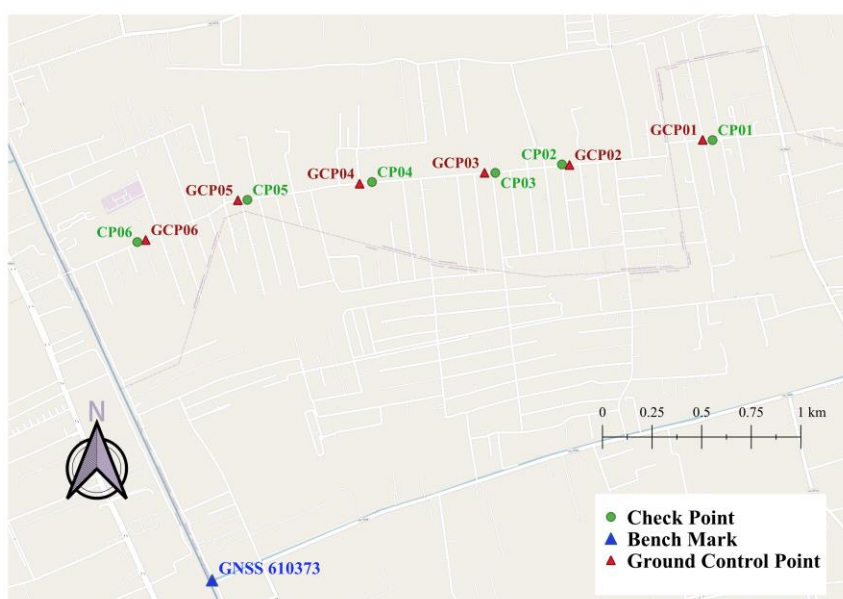 GCP01
CP01
CP02
GCP02
GCP03
CP03
GCP04
CP04
GCP05
CP05
CP06
GCP06
N
0 0.25 0.5 0.75 1 km
GNSS 610373
Check Point
Bench Mark
Ground Control Point